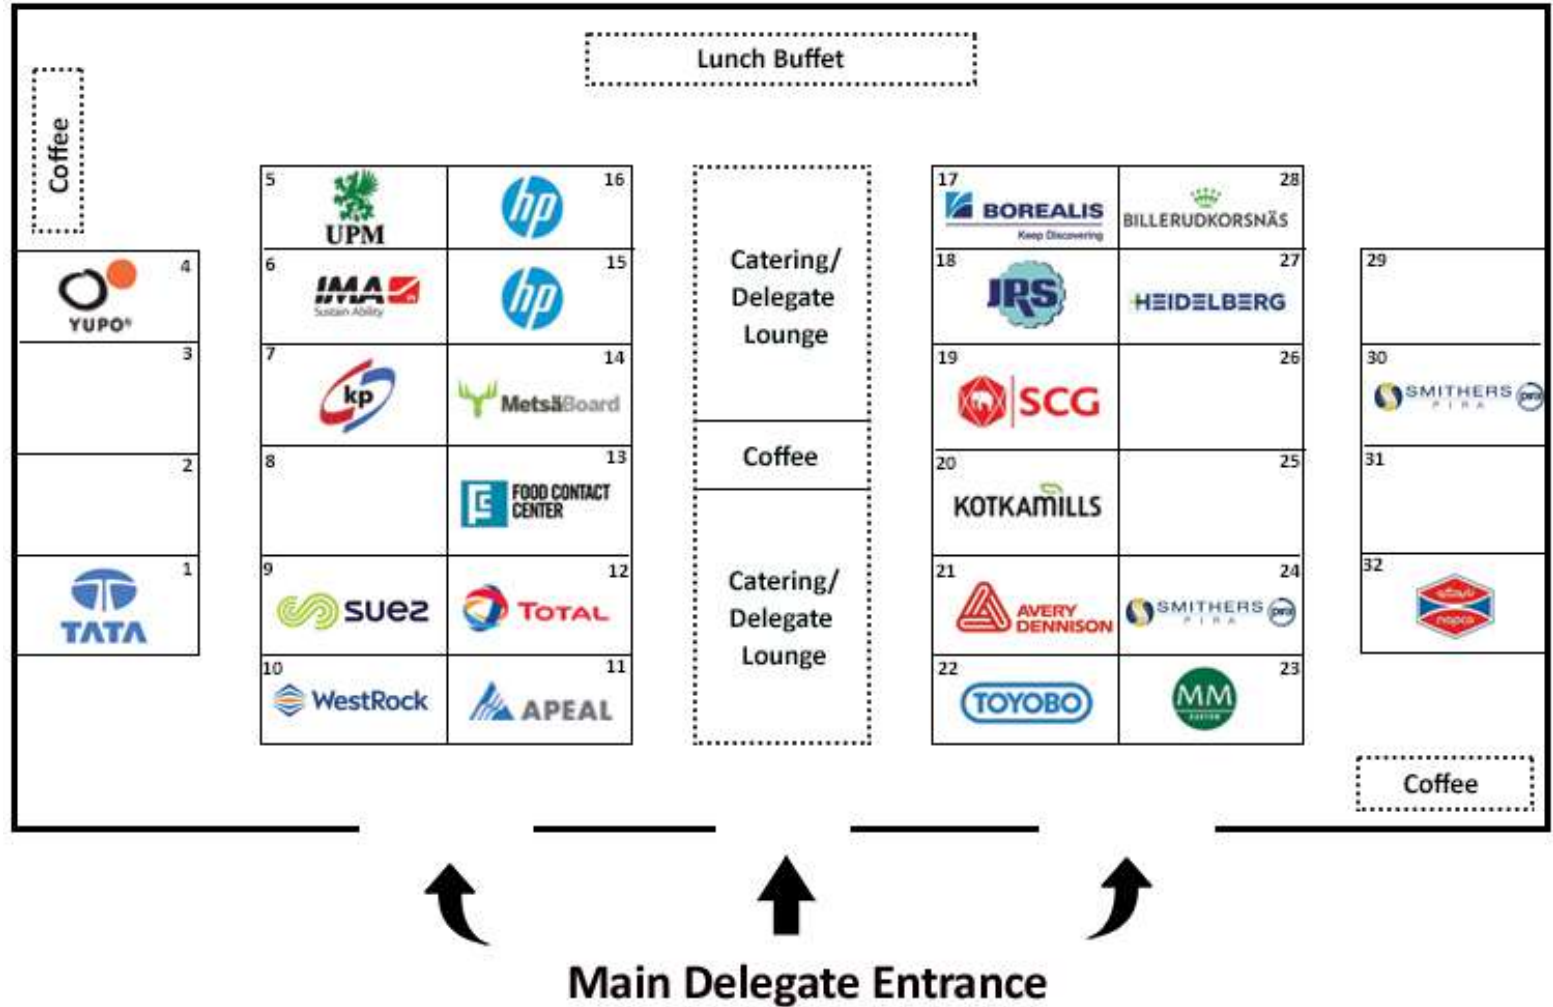 Lunch Buffet
Coffee
5
UPM
16
hp
17
BOREALIS
Keep Discovering
28
BILLERUDKORSNÄS
4
YUPO
6
IMA
Sustain Ability
15
hp
Catering/
Delegate
Lounge
18
JRS
27
HEIDELBERG
29
3
7
kp
14
MetsäBoard
19
SCG
26
30
SMITHERS
PIRA
pira
2
8
13
FOOD CONTACT
CENTER
Coffee
20
KOTKAMILLS
25
31
1
TATA
9
suez
12
TOTAL
Catering/
Delegate
Lounge
21
AVERY
DENNISON
24
SMITHERS
PIRA
pira
32
napco
10
WestRock
11
APEAL
22
TOYOBO
23
MM
KARTON
Coffee
Main Delegate Entrance